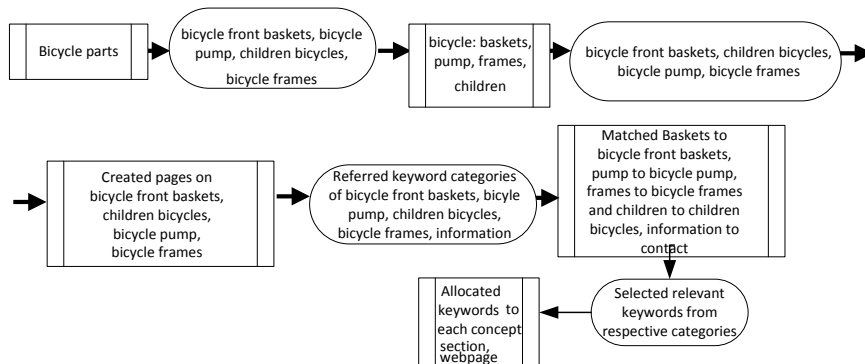 Bicycle parts
bicycle front baskets, bicycle
pump, children bicycles,
bicycle frames
bicycle: baskets,
pump, frames,
children
bicycle front baskets, children bicycles,
bicycle pump, bicycle frames
Created pages on
bicycle front baskets,
children bicycles,
bicycle pump,
bicycle frames
Referred keyword categories
of bicycle front baskets, bicyle
pump, children bicycles,
bicycle frames, information
Matched Baskets to
bicycle front baskets,
pump to bicycle pump,
frames to bicycle frames
and children to children
bicycles, information to
contact
Selected relevant
keywords from
respective categories
Allocated
keywords to
each concept
section,
webpage